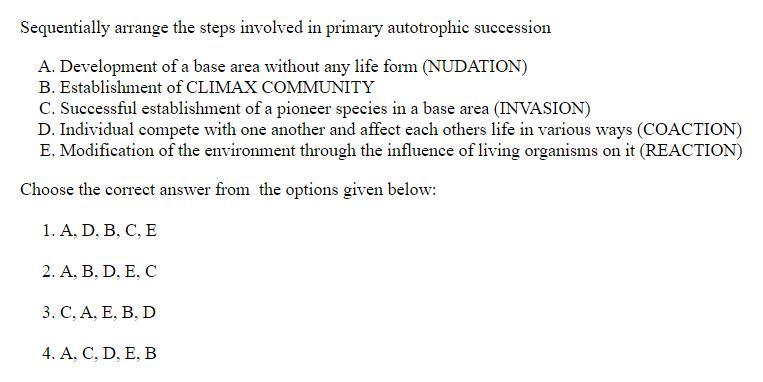 Sequentially arrange the steps involved in primary autotrophic succession
A. Development of a base area without any life form (NUDATION)
B. Establishment of CLIMAX COMMUNITY
C. Successful establishment of a pioneer species in a base area (INVASION)
D. Individual compete with one another and affect each others life in various ways (COACTION)
E. Modification of the environment through the influence of living organisms on it (REACTION)
Choose the correct answer from the options given below:
1. A, D, B, C, E
2. A, B, D, E, C
3. C, A, E, B, D
4. A, C, D, E, B